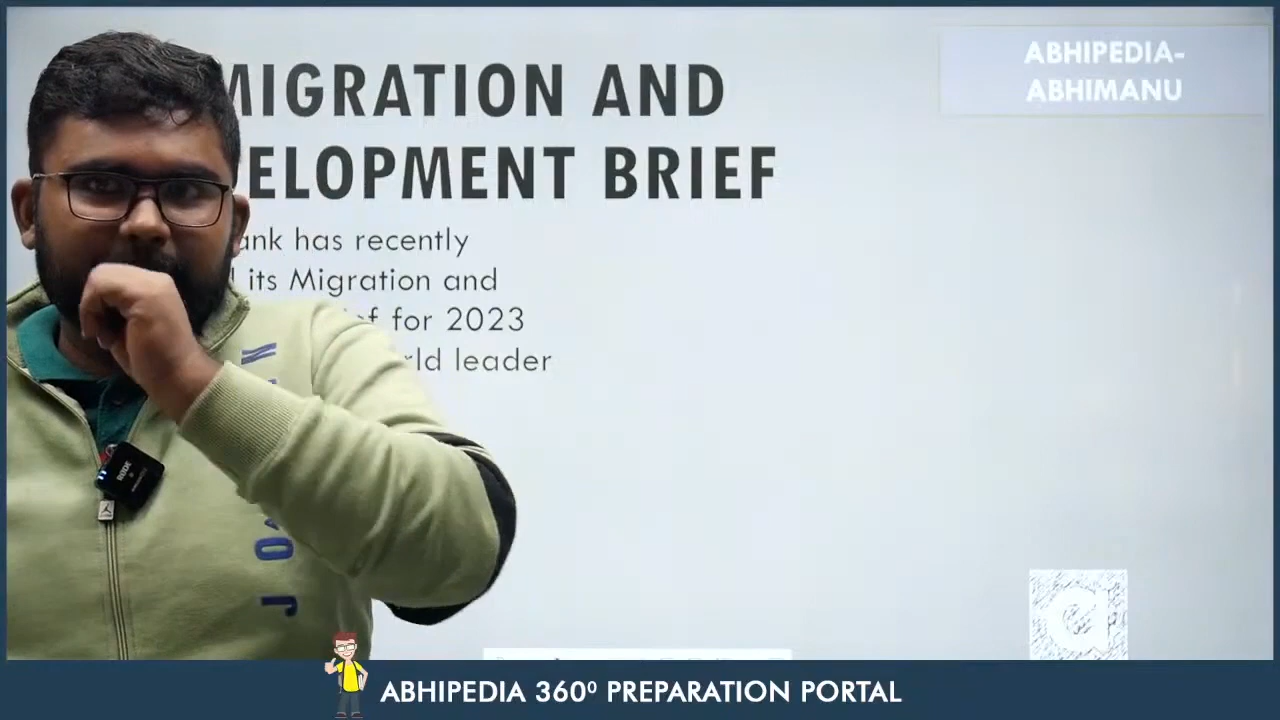 MIGRATION AND
ELOPMENT BRIEF
ank has recently
its Migration and
for 2023
rld leader
ABHIPEDIA-
ABHIMANU
ABHIPEDIA 360º PREPARATION PORTAL